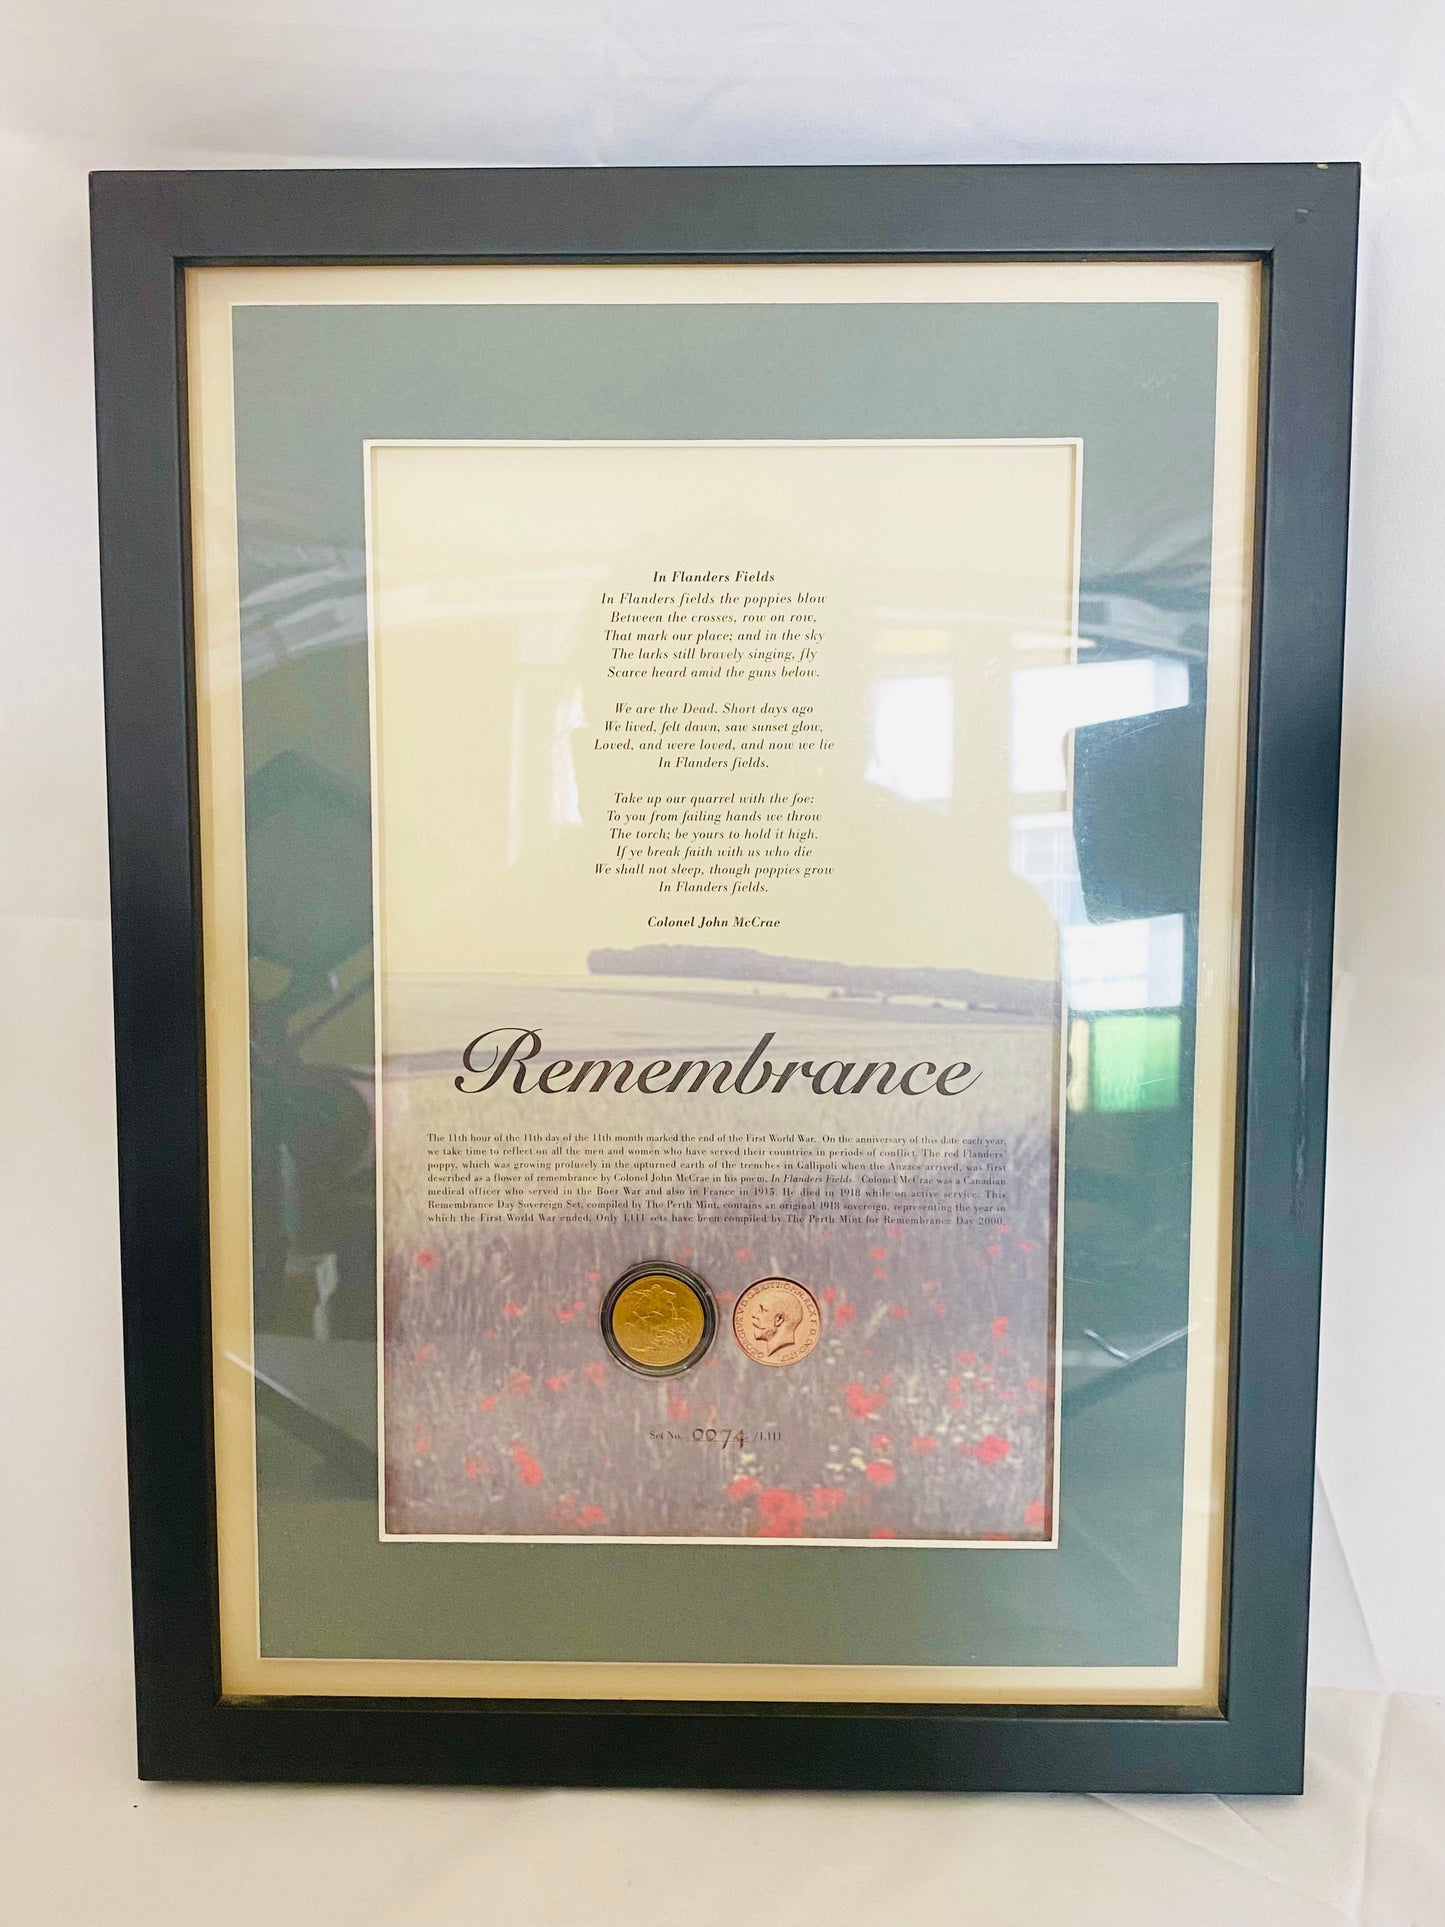 In Flanders Fields
In Flanders fields the poppies blow
Between the crosses, row on row,
That mark our place; and in the sky
The larks still bravely singing, fly
Scarce heard amid the guns below.
We are the Dead. Short days ago
We lived, felt dawn, saw sunset glow,
Loved, and were loved, and now we lie
In Flanders fields.
Take up our quarrel with the foe:
To you from failing hands we throw
The torch; be yours to hold it high.
If ye break faith with us who die
We shall not sleep, though poppies grow
In Flanders fields.
Colonel John McCrae
Remembrance
The 11th hour of the 11th day of the 11th month marked the end of the First World War. On the anniversary of this date each year,
we take time to reflect on all the men and women who have served their countries in periods of conflict. The red Flanders'
poppy, which was growing profusely in the upturned earth of the trenches in Gallipoli when the Anzacs arrived, was first
described as a flower of remembrance by Colonel John McCrae in his poem, In Flanders Fields. Colonel McCrae was a Canadian
medical officer who served in the Boer War and also in France in 1915. He died in 1918 while on active service. This
Remembrance Day Sovereign Set, compiled by The Perth Mint, contains an original 1918 sovereign, representing the year in
which the First World War ended. Only 1,111 sets have been compiled by The Perth Mint for Remembrance Day 2000.
GEORGIVS V D.G.BRITT:OMN:REX F.D.IND:IMP:
Set No. 0074 /1,111